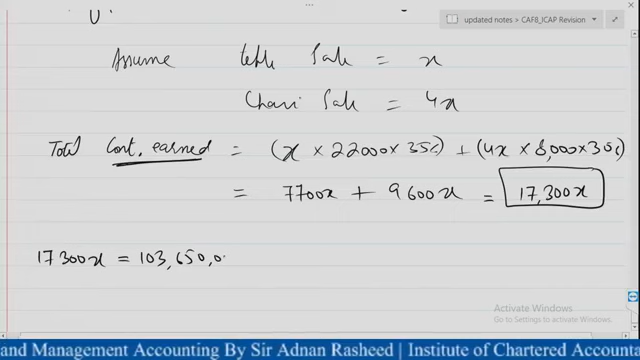 updated notes > CAF8_ICAP Revision
Assume table Sale = x
Chair Sale = 4x
Total Cont. earned = (x × 22000 × 35%) + (4x × 8,000 × 30%)
= 7700x + 9600x = 17,300x
17300x = 103,650,0
Activate Windows
Go to Settings to activate Windows.
and Management Accounting By Sir Adnan Rasheed | Institute of Chartered Accoun